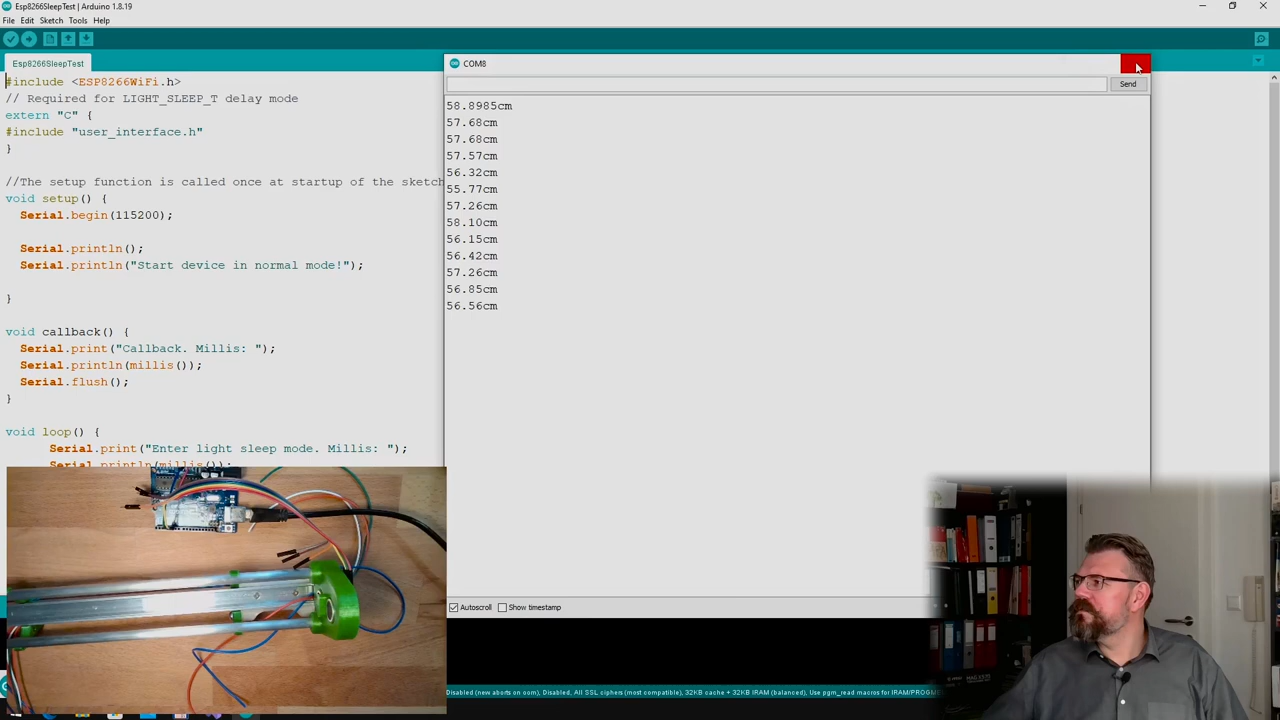 Esp8266SleepTest | Arduino 1.8.19
File Edit Sketch Tools Help
Esp8266SleepTest
#include <ESP8266WiFi.h>
// Required for LIGHT_SLEEP_T delay mode
extern "C" {
#include "user_interface.h"
}
//The setup function is called once at startup of the sketch
void setup() {
Serial.begin(115200);
Serial.println();
Serial.println("Start device in normal mode!");
}
void callback() {
Serial.print("Callback. Millis: ");
Serial.println(millis());
Serial.flush();
}
void loop() {
Serial.print("Enter light sleep mode. Millis: ");
Serial.println(millis());
COM8
Send
58.8985cm
57.68cm
57.68cm
57.57cm
56.32cm
55.77cm
57.26cm
58.10cm
56.15cm
56.42cm
57.26cm
56.85cm
56.56cm
Autoscroll Show timestamp
Disabled (new aborts on oom), Disabled, All SSL ciphers (most compatible), 32KB cache + 32KB IRAM (balanced), Use pgm_read macros for IRAM/PROGME